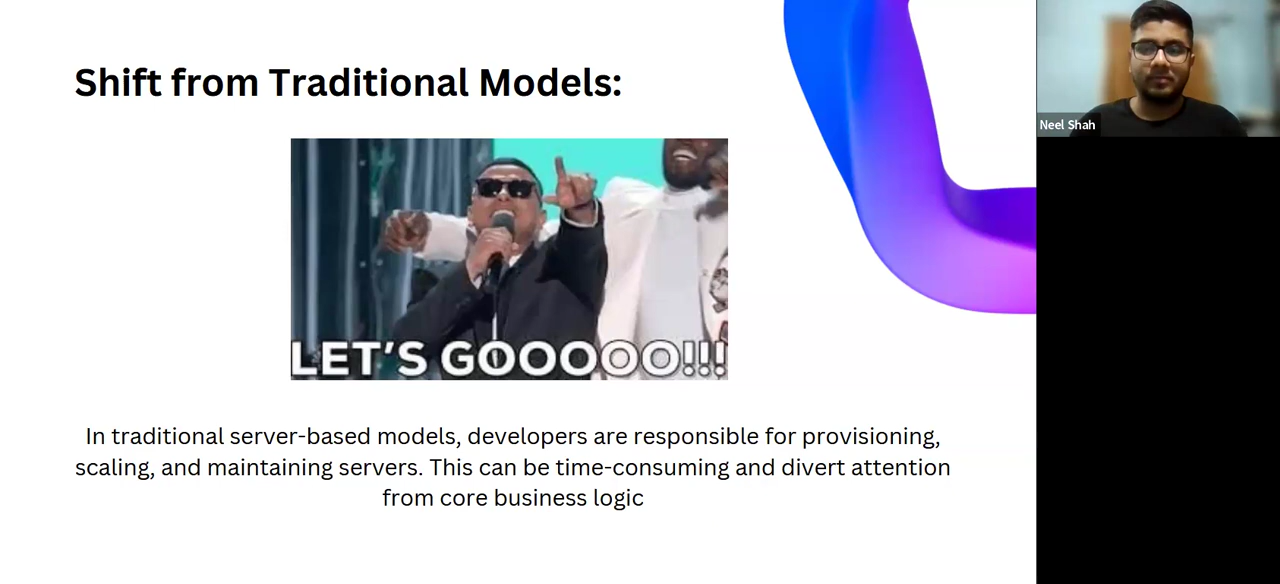 Shift from Traditional Models:
LET'S GOOOOO!!!
In traditional server-based models, developers are responsible for provisioning,
scaling, and maintaining servers. This can be time-consuming and divert attention
from core business logic
Neel Shah